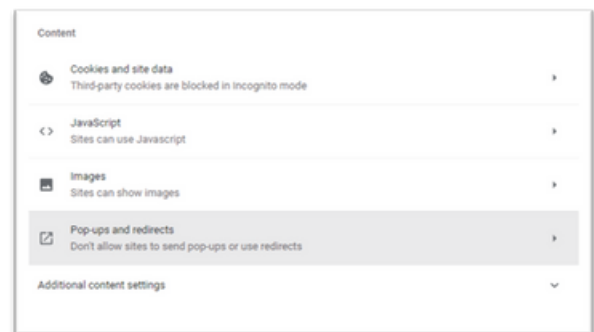 Content
Cookies and site data
Third-party cookies are blocked in Incognito mode
JavaScript
Sites can use Javascript
Images
Sites can show images
Pop-ups and redirects
Don't allow sites to send pop-ups or use redirects
Additional content settings